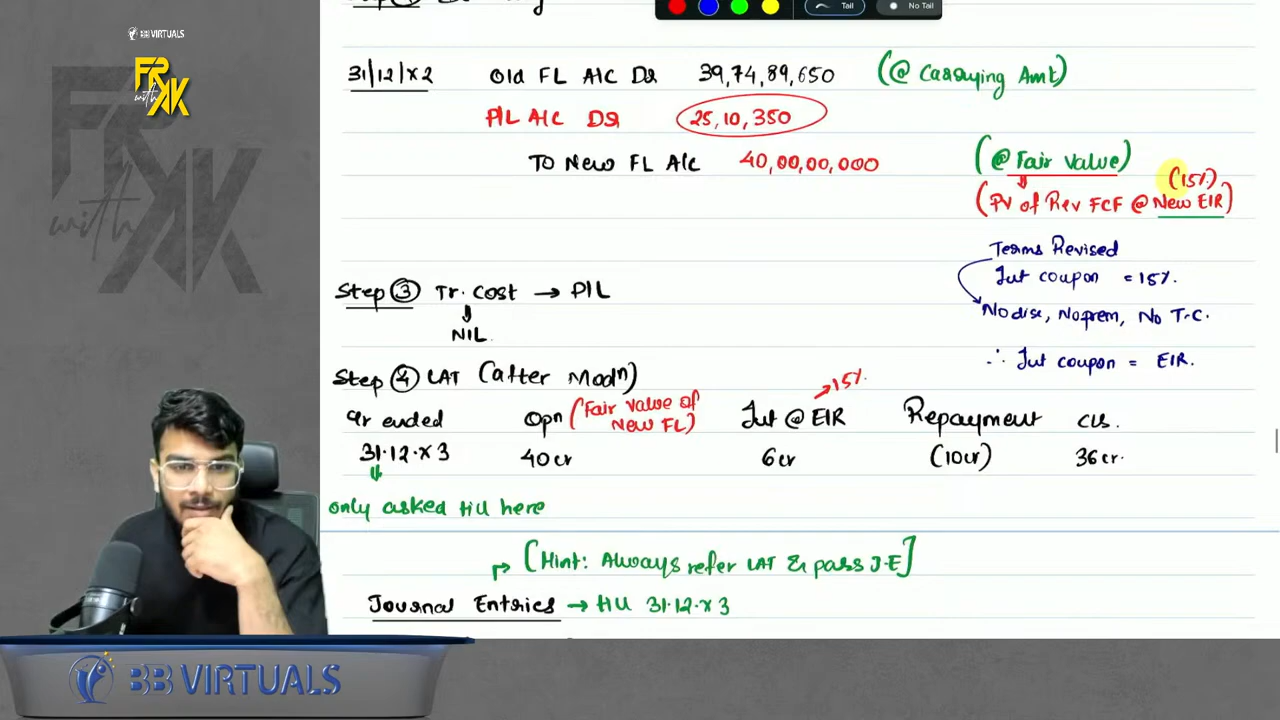 BB VIRTUALS
FR
with
AK
Tail
No Tail
31/12/X2 Old FL A/c Dr 39,74,89,650 (@ Carrying Amt)
P/L A/c Dr 25,10,350
To New FL A/c 40,00,00,000 (@ Fair Value)
(15%)
(PV of Rev FCF @ New EIR)
Terms Revised
Int coupon = 15%.
No disc, No prem, No T.C.
∴ Int coupon = EIR.
Step ③ Tr. Cost → P/L
NIL
Step ④ LAT (after Modn)
→15%.
Yr ended Opn (Fair Value of New FL) Int @ EIR Repayment Cls.
31.12.X3 40cr 6cr (10cr) 36cr.
only asked till here
[Hint: Always refer LAT & pass J.E]
Journal Entries → till 31.12.X3
BB VIRTUALS